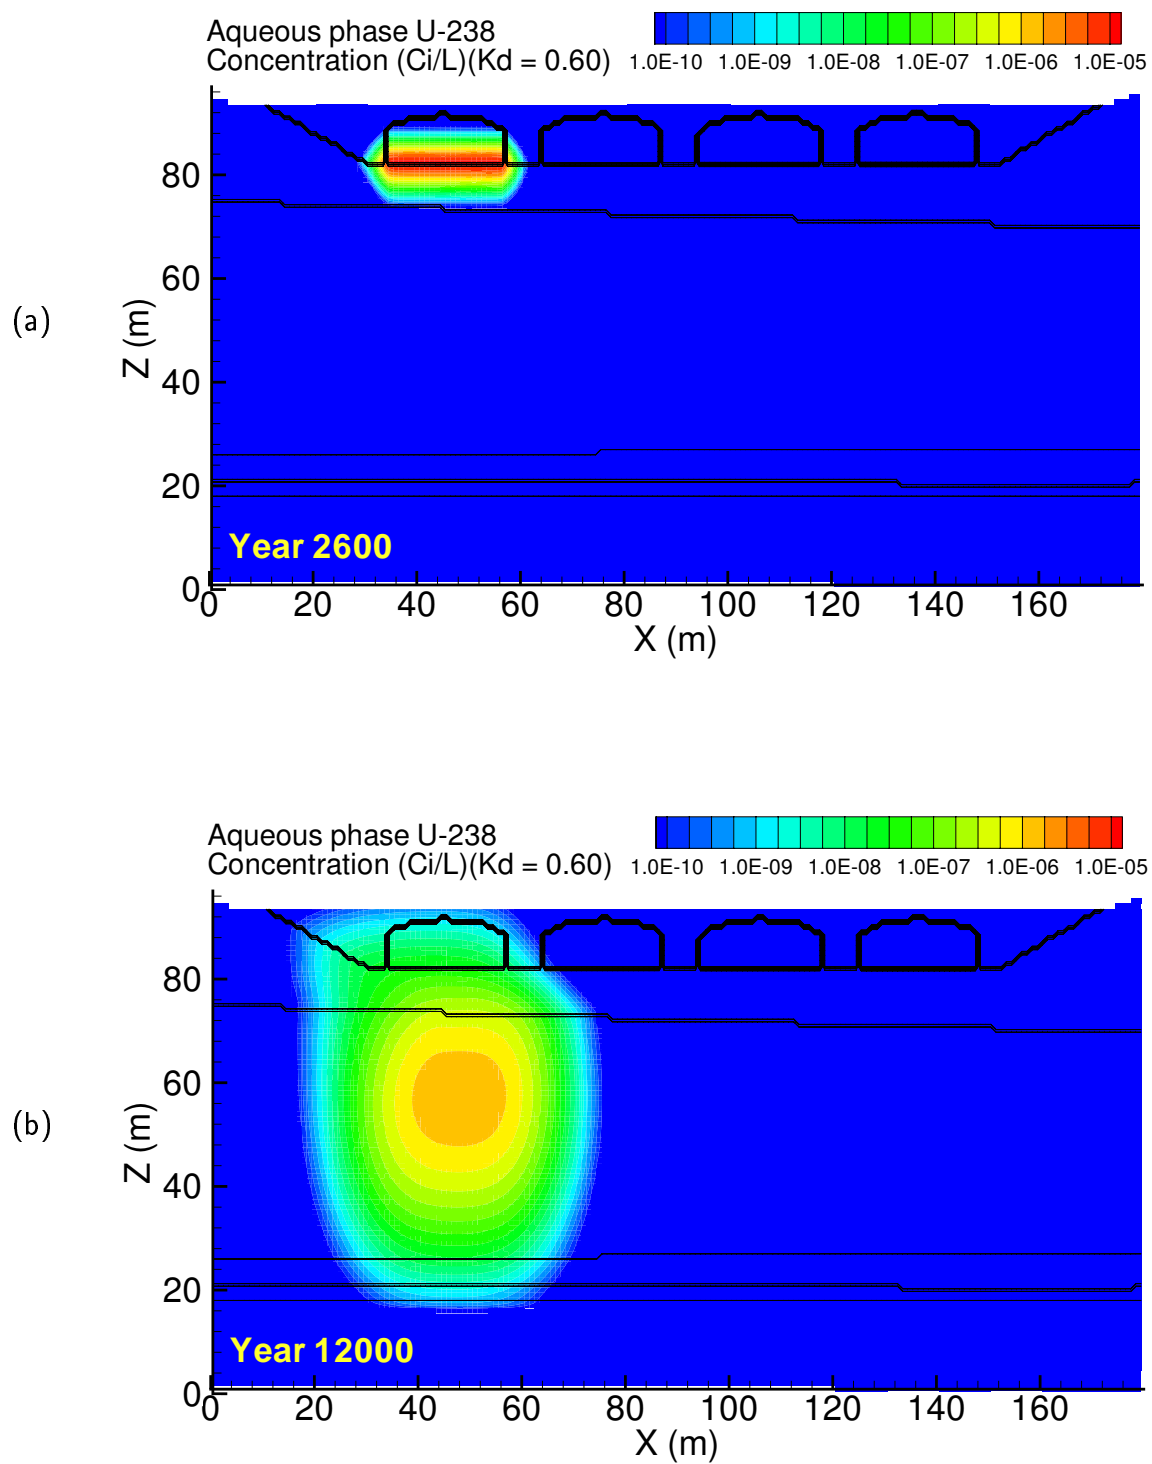 Aqueous phase U-238
Concentration (Ci/L)(Kd = 0.60)
1.0E-10 1.0E-09 1.0E-08 1.0E-07 1.0E-06 1.0E-05
80
60
40
20
0
Z (m)
(a)
Year 2600
0 20 40 60 80 100 120 140 160
X (m)
Aqueous phase U-238
Concentration (Ci/L)(Kd = 0.60)
1.0E-10 1.0E-09 1.0E-08 1.0E-07 1.0E-06 1.0E-05
80
60
40
20
0
Z (m)
(b)
Year 12000
0 20 40 60 80 100 120 140 160
X (m)